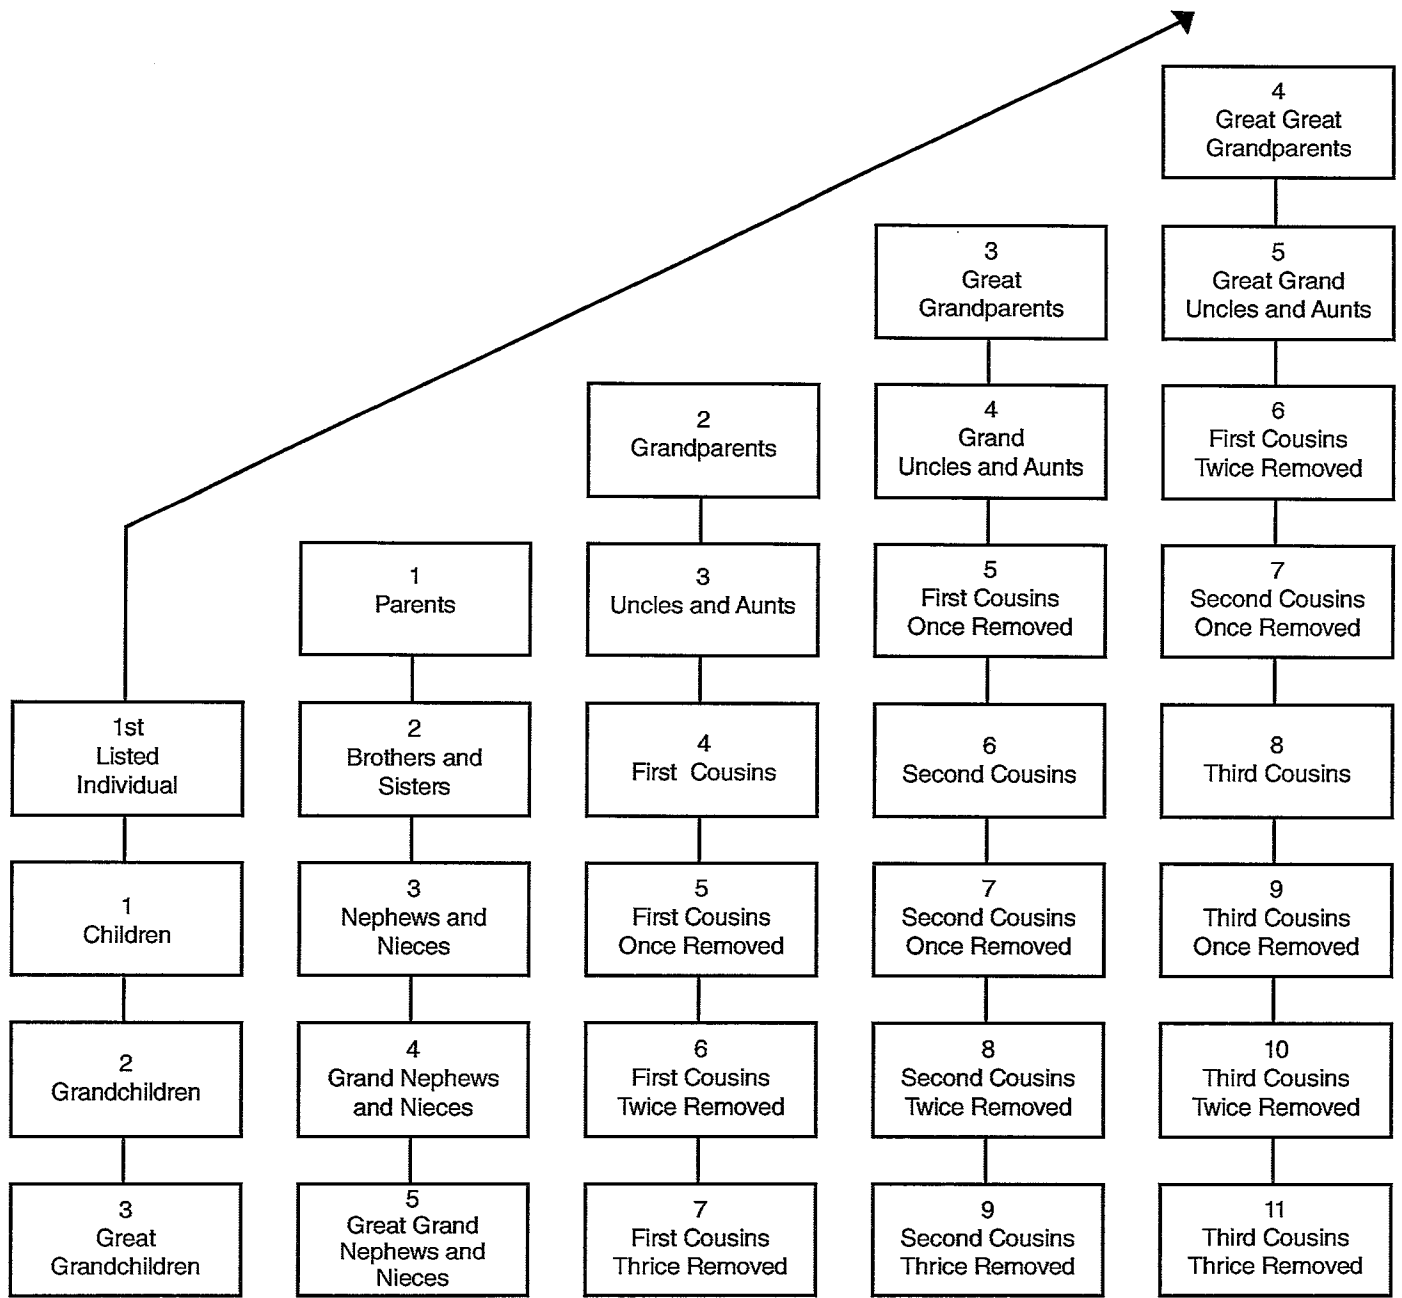 1st
Listed
Individual
1
Children
2
Grandchildren
3
Great
Grandchildren
1
Parents
2
Brothers and
Sisters
3
Nephews and
Nieces
4
Grand Nephews
and Nieces
5
Great Grand
Nephews and
Nieces
2
Grandparents
3
Uncles and Aunts
4
First Cousins
5
First Cousins
Once Removed
6
First Cousins
Twice Removed
7
First Cousins
Thrice Removed
3
Great
Grandparents
4
Grand
Uncles and Aunts
5
First Cousins
Once Removed
6
Second Cousins
7
Second Cousins
Once Removed
8
Second Cousins
Twice Removed
9
Second Cousins
Thrice Removed
4
Great Great
Grandparents
5
Great Grand
Uncles and Aunts
6
First Cousins
Twice Removed
7
Second Cousins
Once Removed
8
Third Cousins
9
Third Cousins
Once Removed
10
Third Cousins
Twice Removed
11
Third Cousins
Thrice Removed